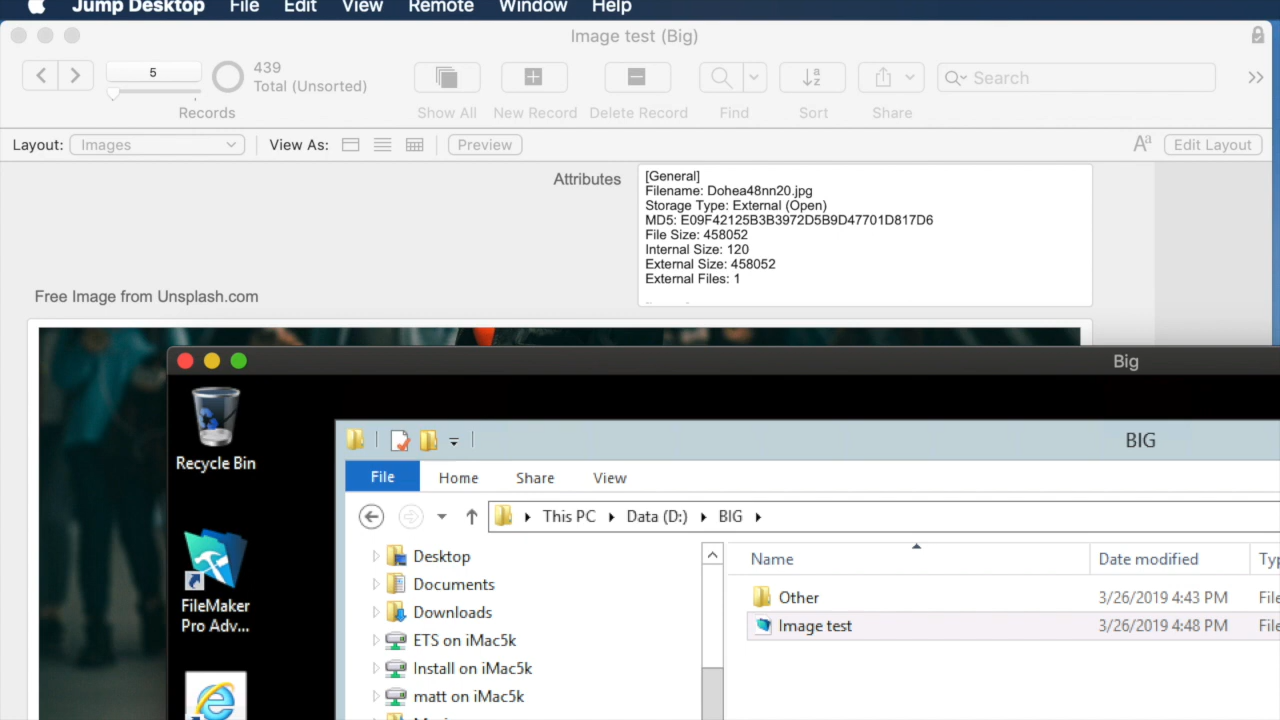 Jump Desktop File Edit View Remote Window Help
Image test (Big)
5
439
Total (Unsorted)
Records
Show All New Record Delete Record Find Sort Share
Search
Layout: Images View As: Preview Aa Edit Layout
Attributes
[General]
Filename: Dohea48nn20.jpg
Storage Type: External (Open)
MD5: E09F42125B3B3972D5B9D47701D817D6
File Size: 458052
Internal Size: 120
External Size: 458052
External Files: 1
Free Image from Unsplash.com
Big
Recycle Bin
BIG
File Home Share View
This PC Data (D:) BIG
FileMaker
Pro Adv...
Name Date modified Ty
Desktop
Documents
Downloads
ETS on iMac5k
Install on iMac5k
matt on iMac5k
Other 3/26/2019 4:43 PM File
Image test 3/26/2019 4:48 PM File